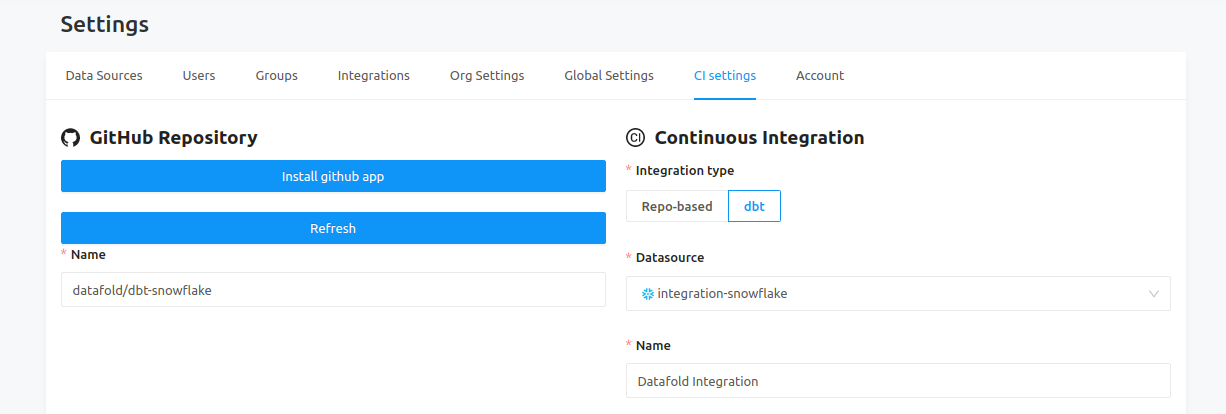 Settings
Data Sources Users Groups Integrations Org Settings Global Settings CI settings Account
GitHub Repository
Install github app
Refresh
* Name
datafold/dbt-snowflake
CI Continuous Integration
* Integration type
Repo-based dbt
* Datasource
integration-snowflake
* Name
Datafold Integration